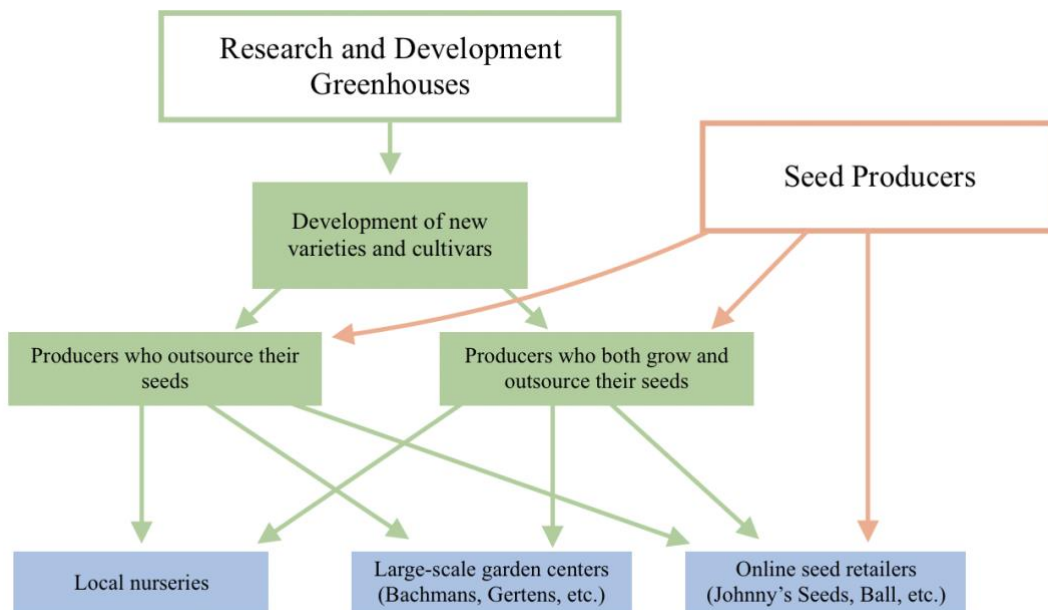 Research and Development
Greenhouses
Seed Producers
Development of new
varieties and cultivars
Producers who outsource their
seeds
Producers who both grow and
outsource their seeds
Local nurseries
Large-scale garden centers
(Bachmans, Gertens, etc.)
Online seed retailers
(Johnny’s Seeds, Ball, etc.)